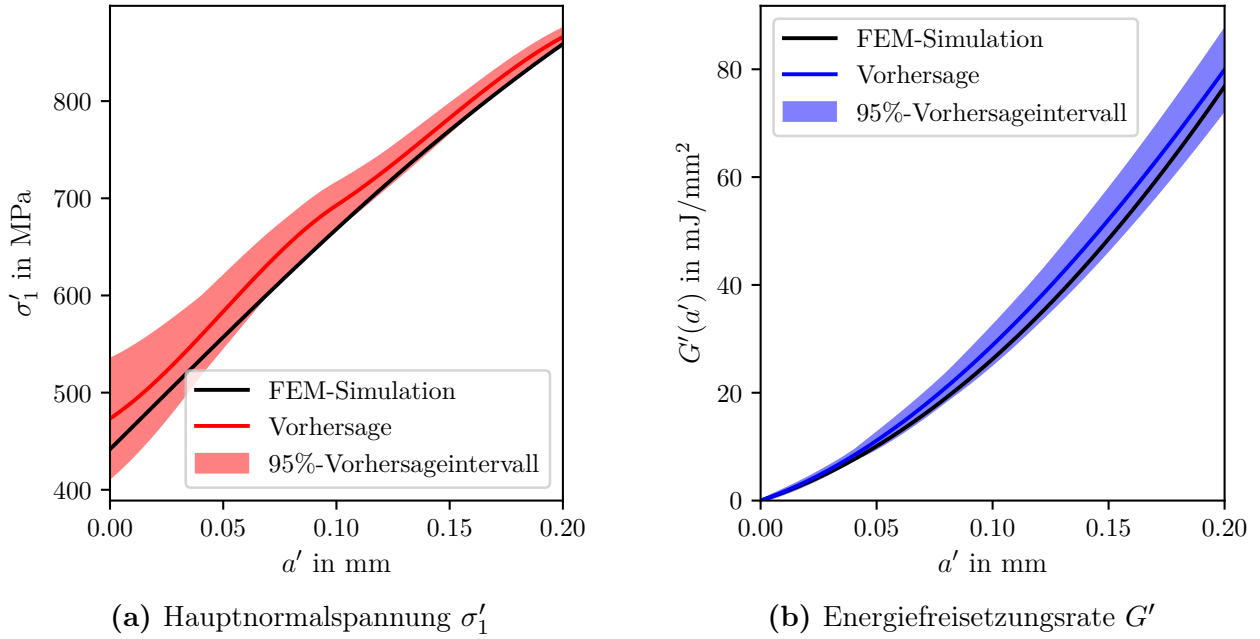 800
700
600
500
400
σ′₁ in MPa
FEM-Simulation
Vorhersage
95%-Vorhersageintervall
0.00 0.05 0.10 0.15 0.20
a′ in mm
(a) Hauptnormalspannung σ′₁
80
60
40
20
0
G′(a′) in mJ/mm²
FEM-Simulation
Vorhersage
95%-Vorhersageintervall
0.00 0.05 0.10 0.15 0.20
a′ in mm
(b) Energiefreisetzungsrate G′